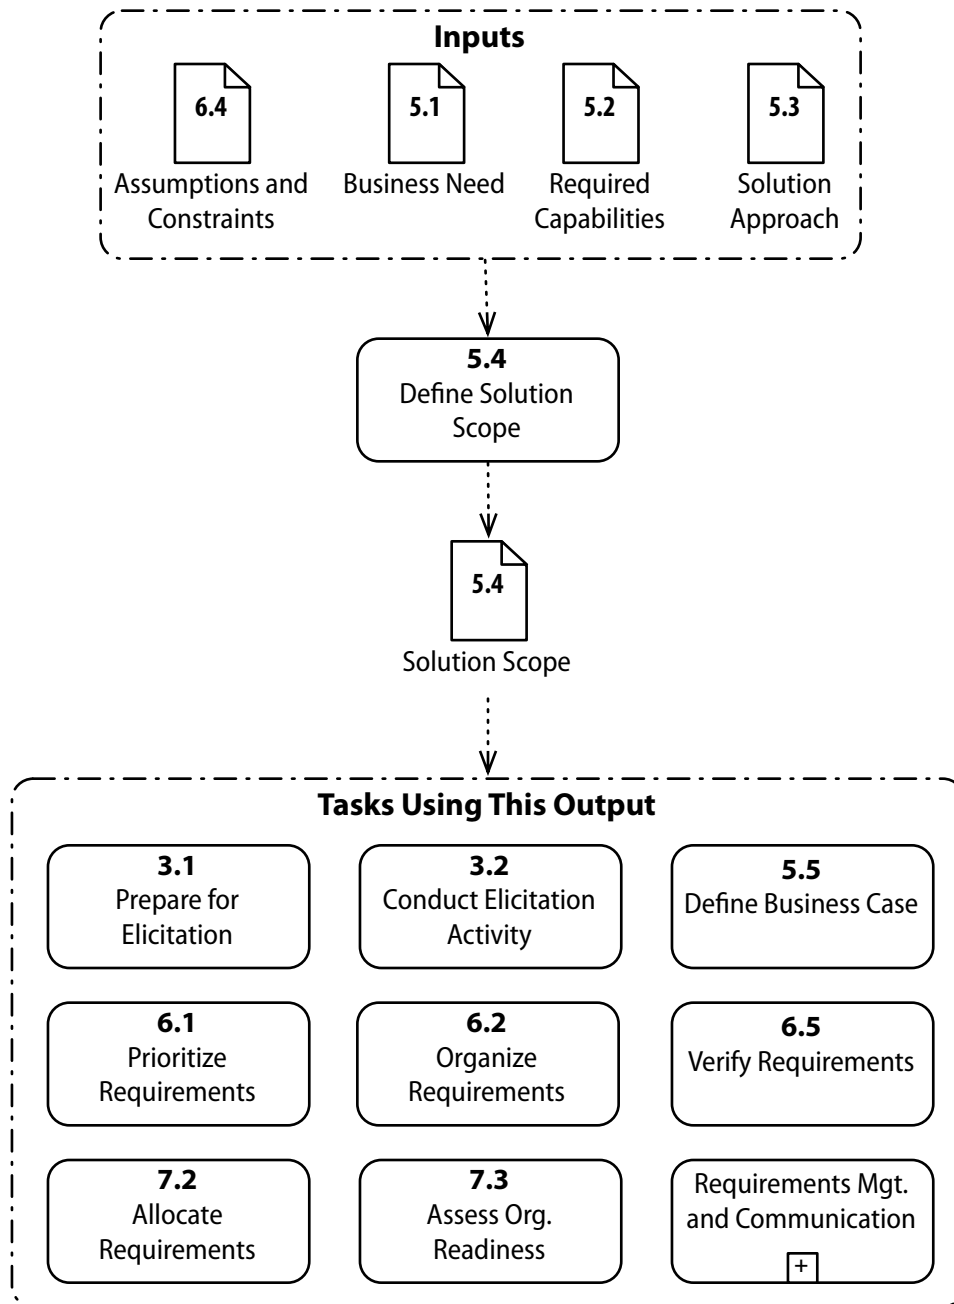 Inputs
6.4
5.1
5.2
5.3
Assumptions and
Constraints
Business Need
Required
Capabilities
Solution
Approach
5.4
Define Solution
Scope
5.4
Solution Scope
Tasks Using This Output
3.1
Prepare for
Elicitation
3.2
Conduct Elicitation
Activity
5.5
Define Business Case
6.1
Prioritize
Requirements
6.2
Organize
Requirements
6.5
Verify Requirements
7.2
Allocate
Requirements
7.3
Assess Org.
Readiness
Requirements Mgt.
and Communication
+